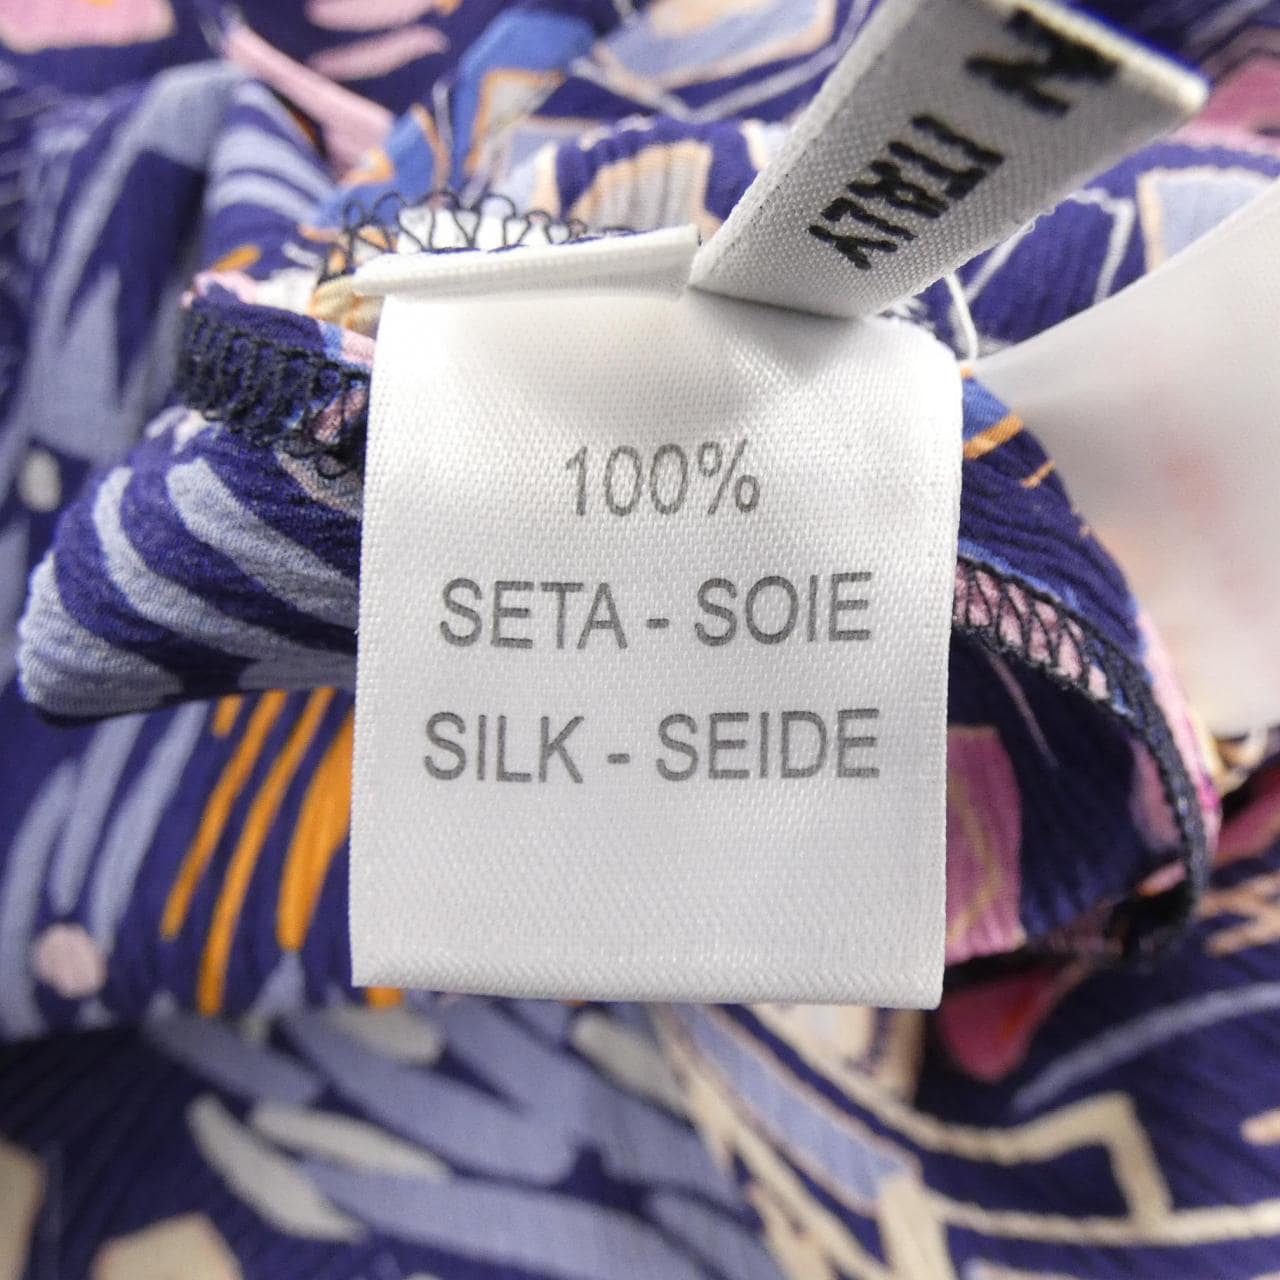 N ITALY
100%
SETA - SOIE
SILK - SEIDE